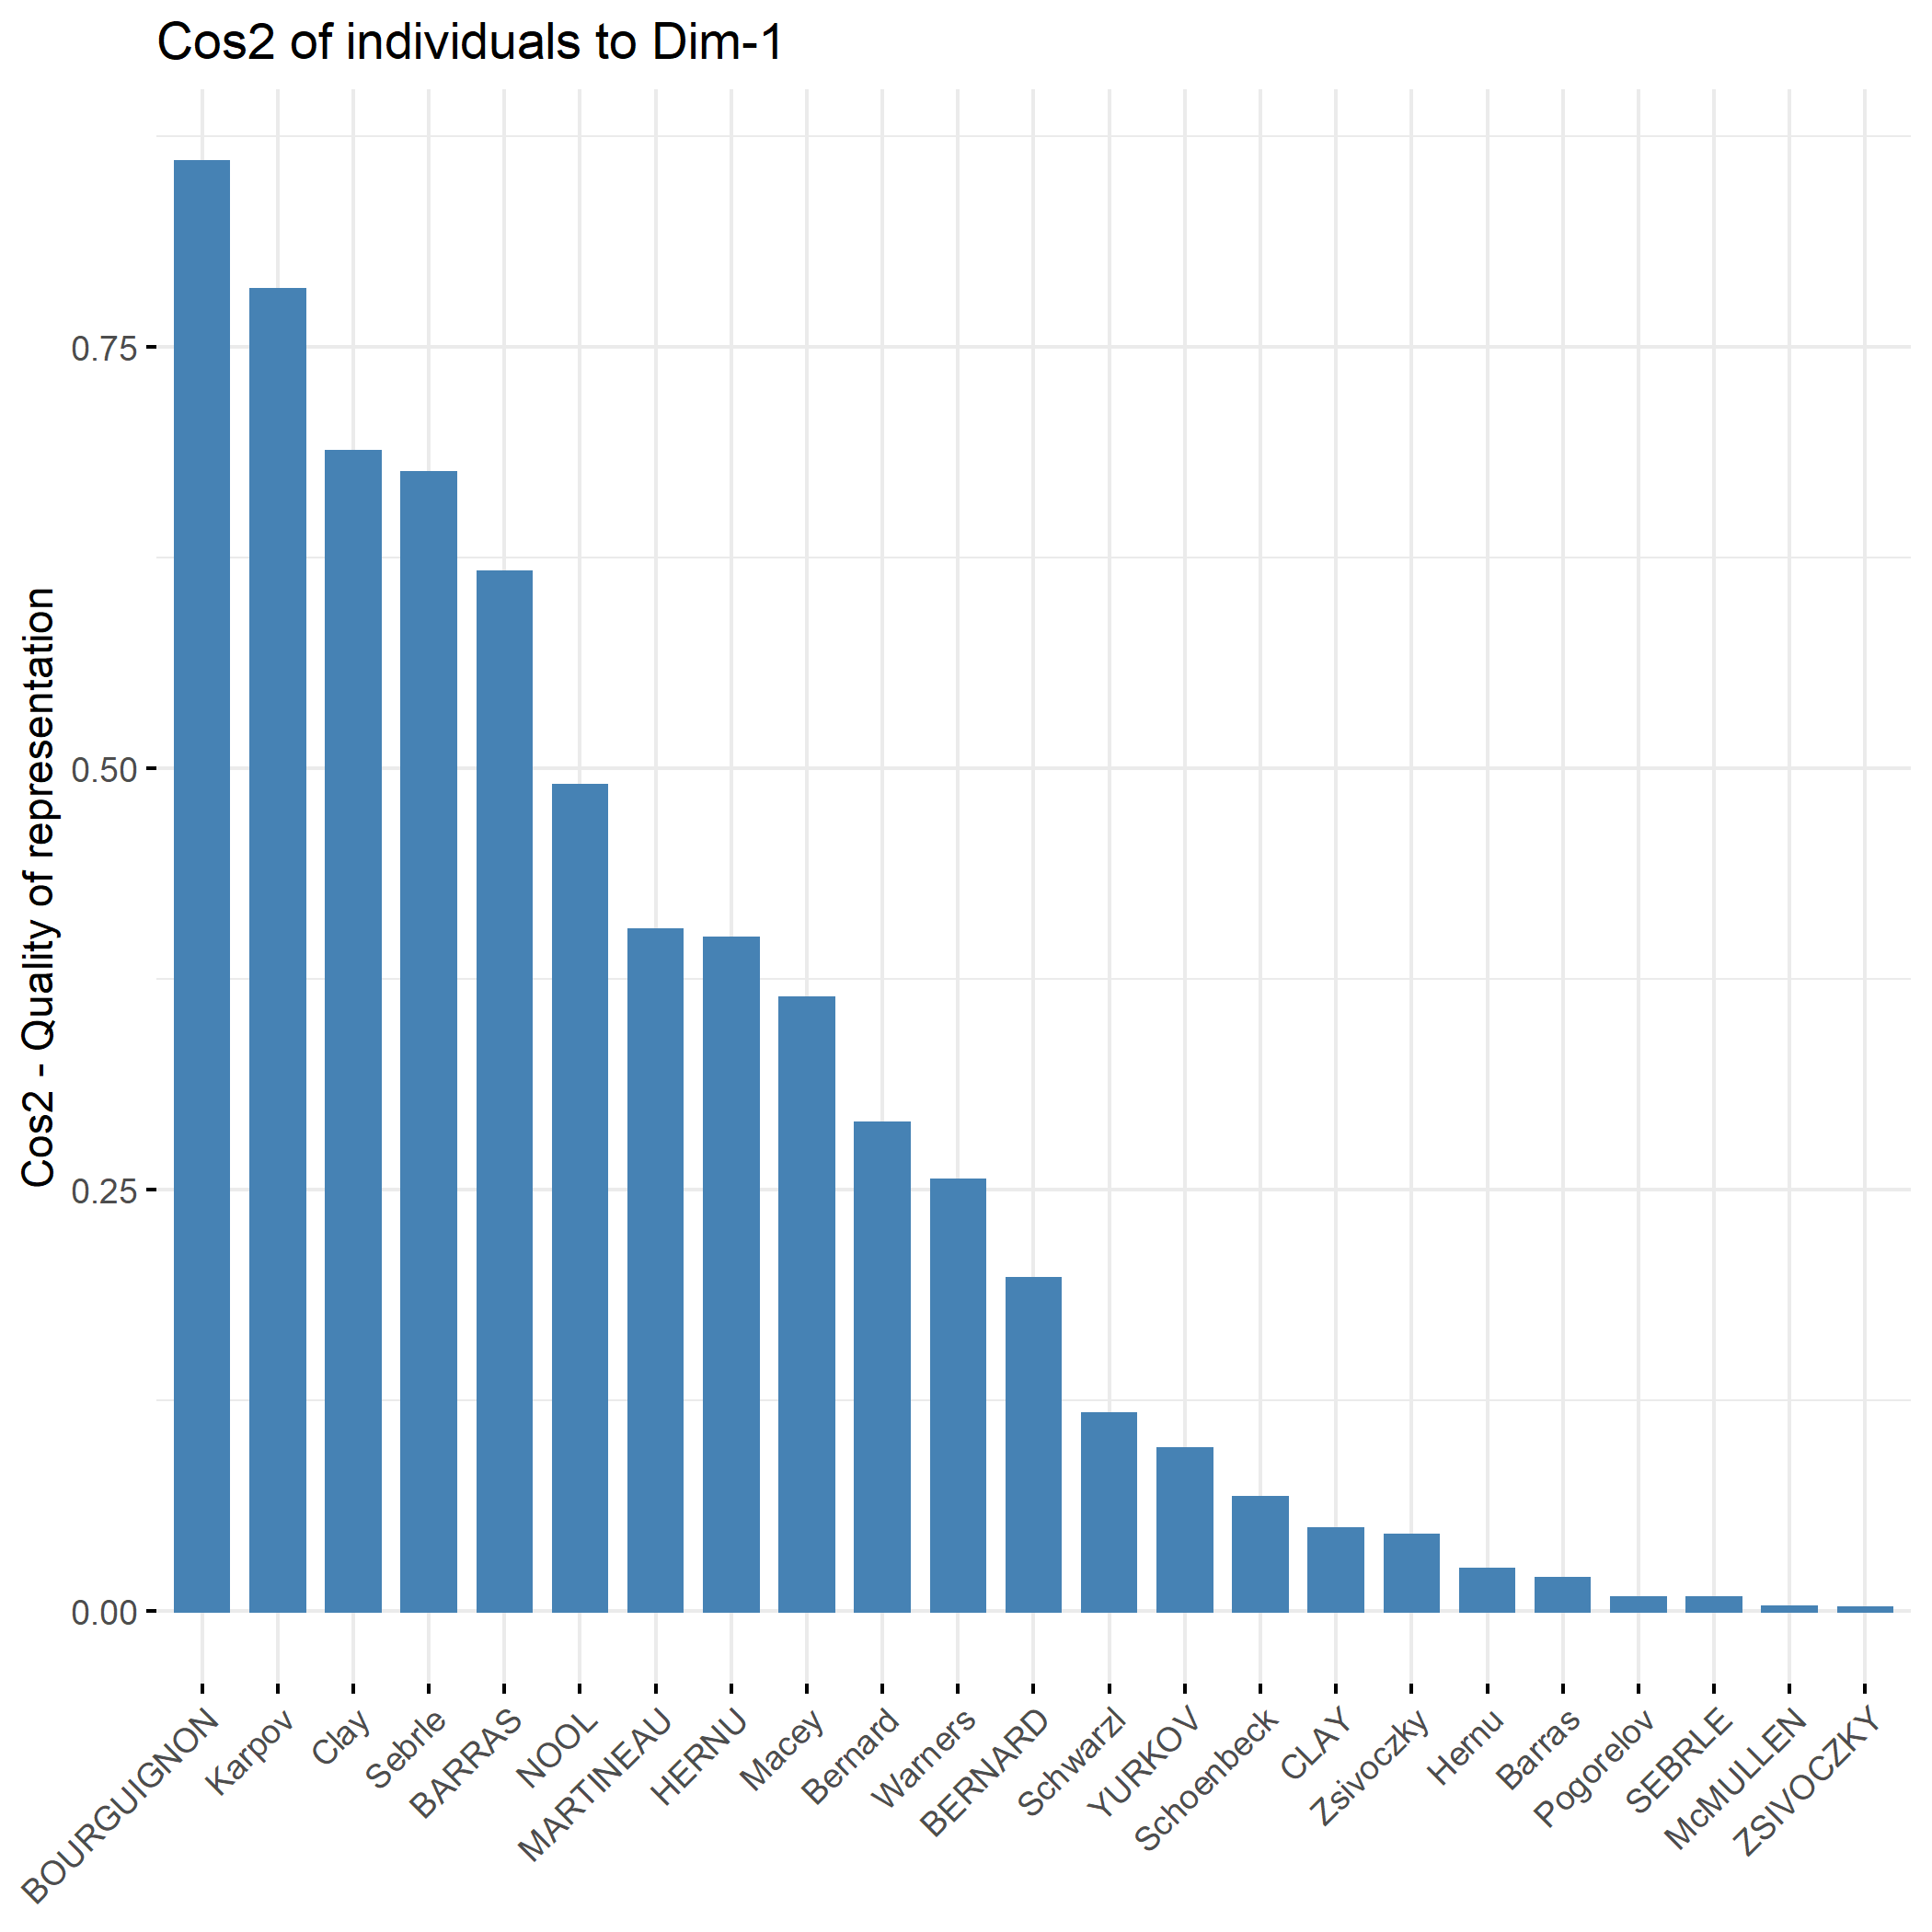 Cos2 of individuals to Dim-1
Cos2 - Quality of representation
0.75
0.50
0.25
0.00
BOURGUIGNON
Karpov
Clay
Sebrle
BARRAS
NOOL
MARTINEAU
HERNU
Macey
Bernard
Warners
BERNARD
Schwarzl
YURKOV
Schoenbeck
CLAY
Zsivoczky
Hernu
Barras
Pogorelov
SEBRLE
McMULLEN
ZSIVOCZKY